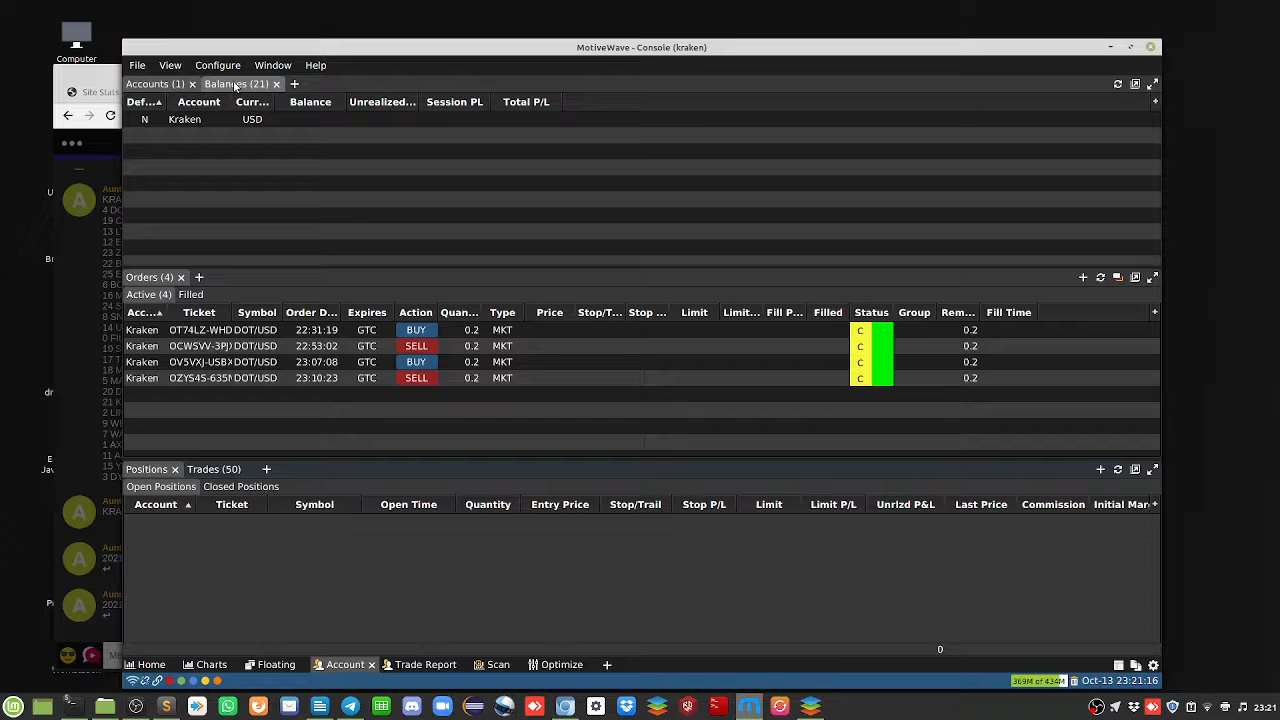 Computer
MotiveWave - Console (kraken)
File View Configure Window Help
Site Stats
Accounts (1) Balances (21)
Def... Account Curr... Balance Unrealized... Session PL Total P/L
N Kraken USD
Orders (4)
Active (4) Filled
Acc... Ticket Symbol Order D... Expires Action Quan... Type Price Stop/T... Stop ... Limit Limit... Fill P... Filled Status Group Rem... Fill Time
Kraken OT74LZ-WHD DOT/USD 22:31:19 GTC BUY 0.2 MKT C 0.2
Kraken OCWSVV-3PJX DOT/USD 22:53:02 GTC SELL 0.2 MKT C 0.2
Kraken OV5VXJ-USBX DOT/USD 23:07:08 GTC BUY 0.2 MKT C 0.2
Kraken OZYS4S-635N DOT/USD 23:10:23 GTC SELL 0.2 MKT C 0.2
Positions Trades (50)
Open Positions Closed Positions
Account Ticket Symbol Open Time Quantity Entry Price Stop/Trail Stop P/L Limit Limit P/L Unrlzd P&L Last Price Commission Initial Mar
0
Home Charts Floating Account Trade Report Scan Optimize
369M of 434M Oct-13 23:21:16
23:21